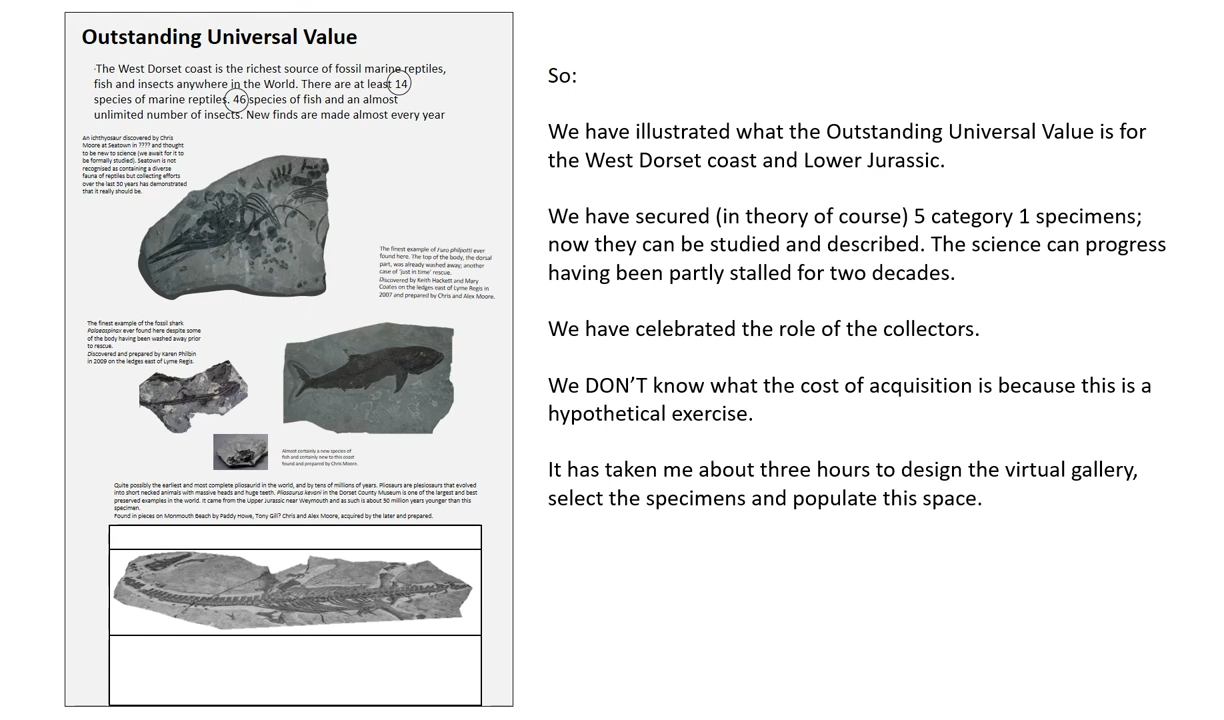 Outstanding Universal Value
The West Dorset coast is the richest source of fossil marine reptiles,
fish and insects anywhere in the World. There are at least 14
species of marine reptiles. 46 species of fish and an almost
unlimited number of insects. New finds are made almost every year
An ichthyosaur discovered by Chris
Moore at Seatown in ???? and thought
to be new to science (we await for it to
be formally studied). Seatown is not
recognised as containing a diverse
fauna of reptiles but collecting efforts
over the last 30 years has demonstrated
that it really should be.
The finest example of Furo philpotti ever
found here. The top of the body, the dorsal
part, was already washed away; another
case of 'just in time' rescue.
Discovered by Keith Hackett and Mary
Coates on the ledges east of Lyme Regis in
2007 and prepared by Chris and Alex Moore.
The finest example of the fossil shark
Palaeospinax ever found here despite some
of the body having been washed away prior
to rescue.
Discovered and prepared by Karen Philbin
in 2009 on the ledges east of Lyme Regis.
Almost certainly a new species of
fish and certainly new to this coast
found and prepared by Chris Moore.
Quite possibly the earliest and most complete pliosaurid in the world, and by tens of millions of years. Pliosaurs are plesiosaurs that evolved
into short necked animals with massive heads and huge teeth. Pliosaurus kevani in the Dorset County Museum is one of the largest and best
preserved examples in the world. It came from the Upper Jurassic near Weymouth and as such is about 50 million years younger than this
specimen.
Found in pieces on Monmouth Beach by Paddy Howe, Tony Gill? Chris and Alex Moore, acquired by the later and prepared.
So:
We have illustrated what the Outstanding Universal Value is for
the West Dorset coast and Lower Jurassic.
We have secured (in theory of course) 5 category 1 specimens;
now they can be studied and described. The science can progress
having been partly stalled for two decades.
We have celebrated the role of the collectors.
We DON'T know what the cost of acquisition is because this is a
hypothetical exercise.
It has taken me about three hours to design the virtual gallery,
select the specimens and populate this space.